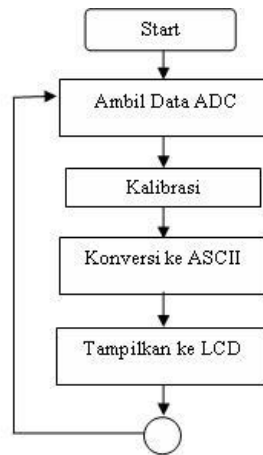 Start
Ambil Data ADC
Kalibrasi
Konversi ke ASCII
Tampilkan ke LCD